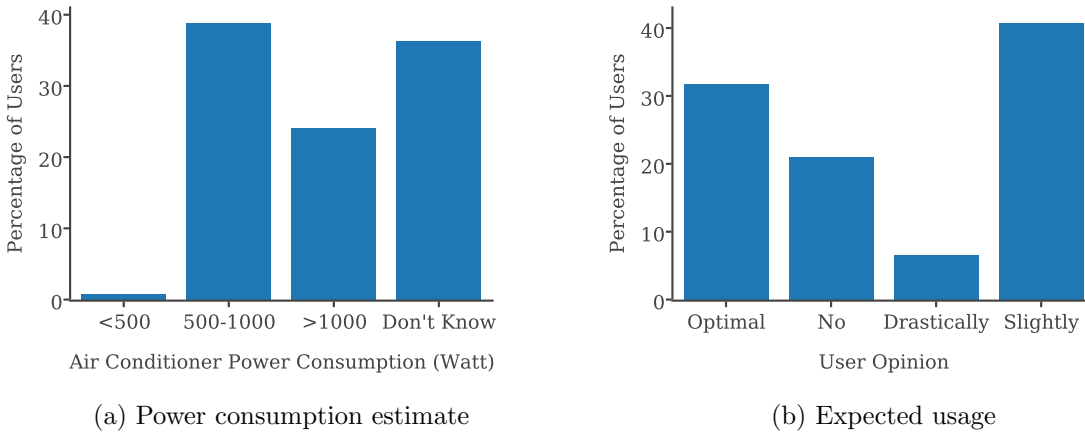 Percentage of Users
40
30
20
10
0
<500 500-1000 >1000 Don't Know
Air Conditioner Power Consumption (Watt)
(a) Power consumption estimate
Percentage of Users
40
30
20
10
0
Optimal No Drastically Slightly
User Opinion
(b) Expected usage